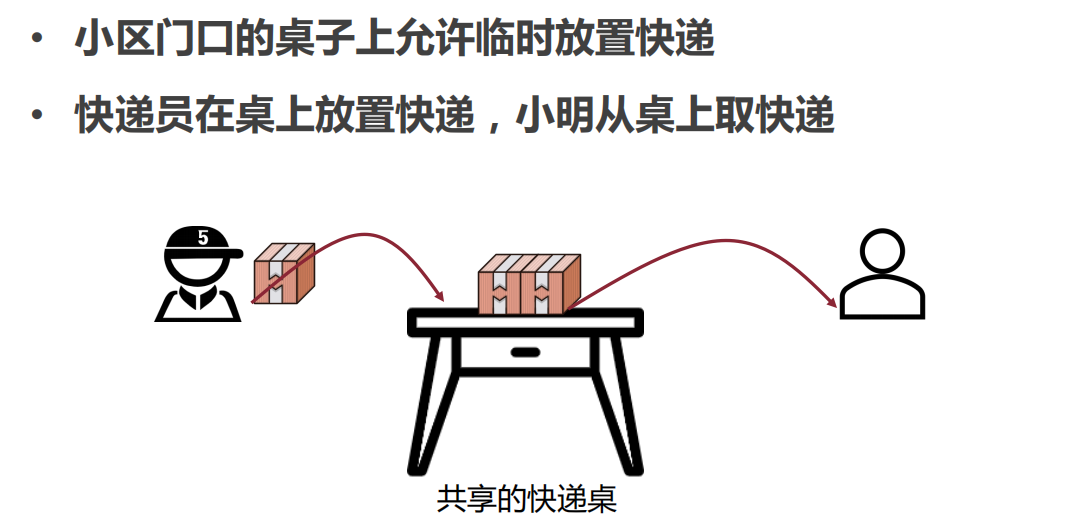 • 小区门口的桌子上允许临时放置快递
• 快递员在桌上放置快递，小明从桌上取快递
5
共享的快递桌